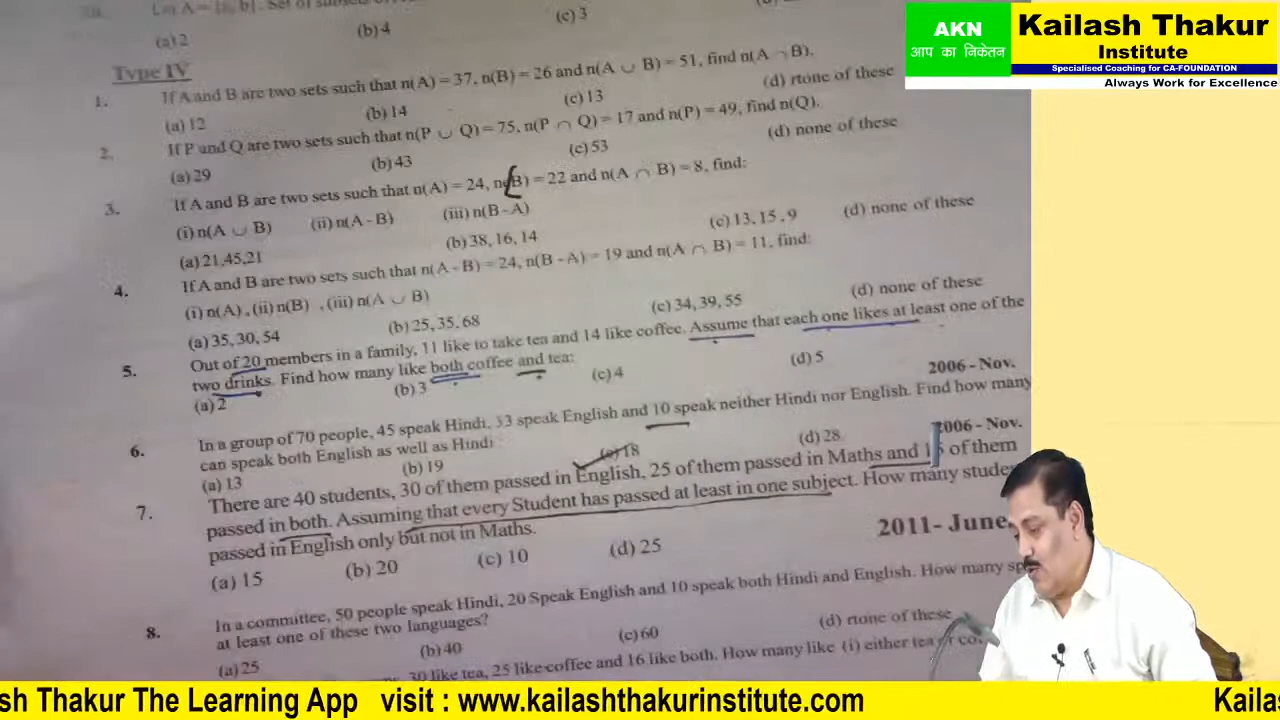 Let A = {a, b}. Set of subsets of
(a) 2 (b) 4 (c) 3
Type IV
1. If A and B are two sets such that n(A) = 37, n(B) = 26 and n(A ∪ B) = 51, find n(A ∩ B).
(a) 12 (b) 14 (c) 13 (d) rtone of these
2. If P and Q are two sets such that n(P ∪ Q) = 75, n(P ∩ Q) = 17 and n(P) = 49, find n(Q).
(a) 29 (b) 43 (c) 53 (d) none of these
3. If A and B are two sets such that n(A) = 24, n(B) = 22 and n(A ∩ B) = 8, find:
(i) n(A ∪ B) (ii) n(A - B) (iii) n(B - A)
(a) 21,45,21 (b) 38, 16, 14 (c) 13, 15 . 9 (d) none of these
4. If A and B are two sets such that n(A - B) = 24, n(B - A) = 19 and n(A ∩ B) = 11, find:
(i) n(A) , (ii) n(B) , (iii) n(A ∪ B)
(a) 35, 30, 54 (b) 25, 35, 68 (c) 34, 39, 55 (d) none of these
5. Out of 20 members in a family, 11 like to take tea and 14 like coffee. Assume that each one likes at least one of the
two drinks. Find how many like both coffee and tea:
(a) 2 (b) 3 (c) 4 (d) 5
2006 - Nov.
6. In a group of 70 people, 45 speak Hindi, 33 speak English and 10 speak neither Hindi nor English. Find how many
can speak both English as well as Hindi :
(a) 13 (b) 19 (c) 18 (d) 28
2006 - Nov.
7. There are 40 students, 30 of them passed in English, 25 of them passed in Maths and 15 of them
passed in both. Assuming that every Student has passed at least in one subject. How many studen
passed in English only but not in Maths.
(a) 15 (b) 20 (c) 10 (d) 25
2011- June.
8. In a committee, 50 people speak Hindi, 20 Speak English and 10 speak both Hindi and English. How many sp
at least one of these two languages?
(a) 25 (b) 40 (c) 60 (d) rtone of these
30 like tea, 25 like coffee and 16 like both. How many like (i) either tea or co
AKN
आप का निकेतन
Kailash Thakur
Institute
Specialised Coaching for CA-FOUNDATION
Always Work for Excellence
sh Thakur The Learning App visit : www.kailashthakurinstitute.com Kailas